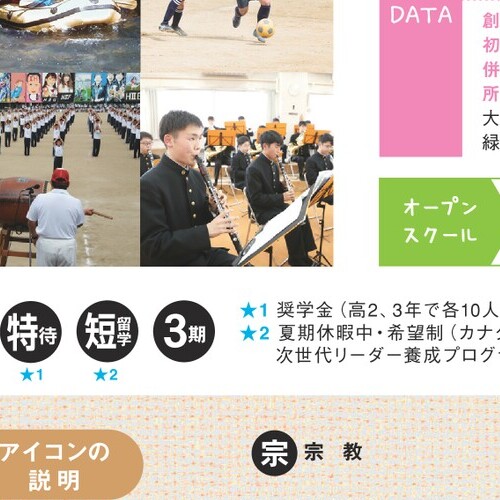 DATA
創
初
併
所
大
緑
オープン
スクール
特待
★1
短留学
★2
3期
★1 奨学金（高2、3年で各10人
★2 夏期休暇中・希望制（カナダ
次世代リーダー養成プログ
アイコンの
説明
宗 宗教